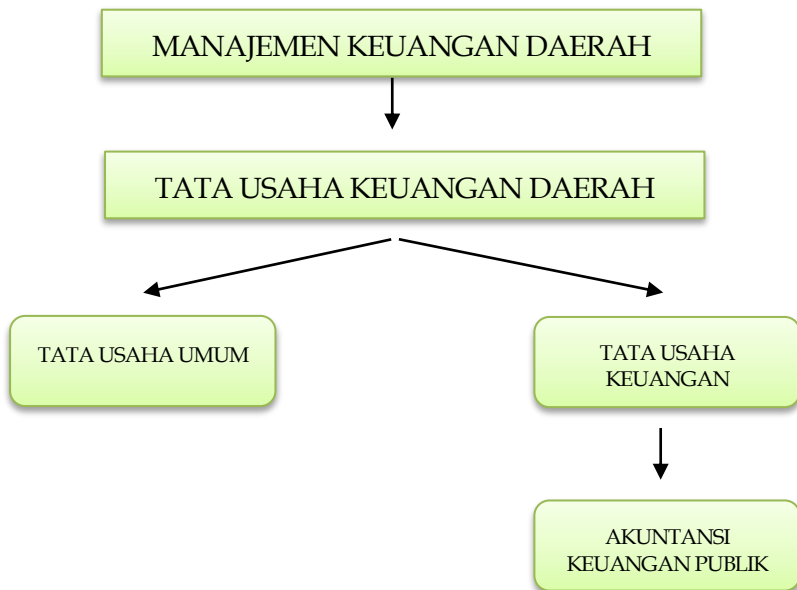 MANAJEMEN KEUANGAN DAERAH
TATA USAHA KEUANGAN DAERAH
TATA USAHA UMUM
TATA USAHA
KEUANGAN
AKUNTANSI
KEUANGAN PUBLIK